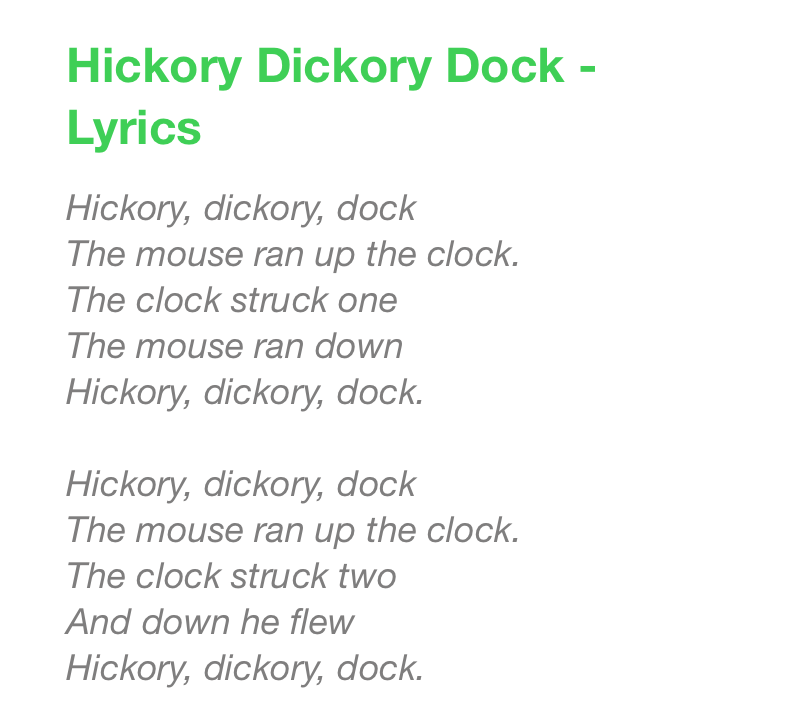 Hickory Dickory Dock -
Lyrics
Hickory, dickory, dock
The mouse ran up the clock.
The clock struck one
The mouse ran down
Hickory, dickory, dock.
Hickory, dickory, dock
The mouse ran up the clock.
The clock struck two
And down he flew
Hickory, dickory, dock.